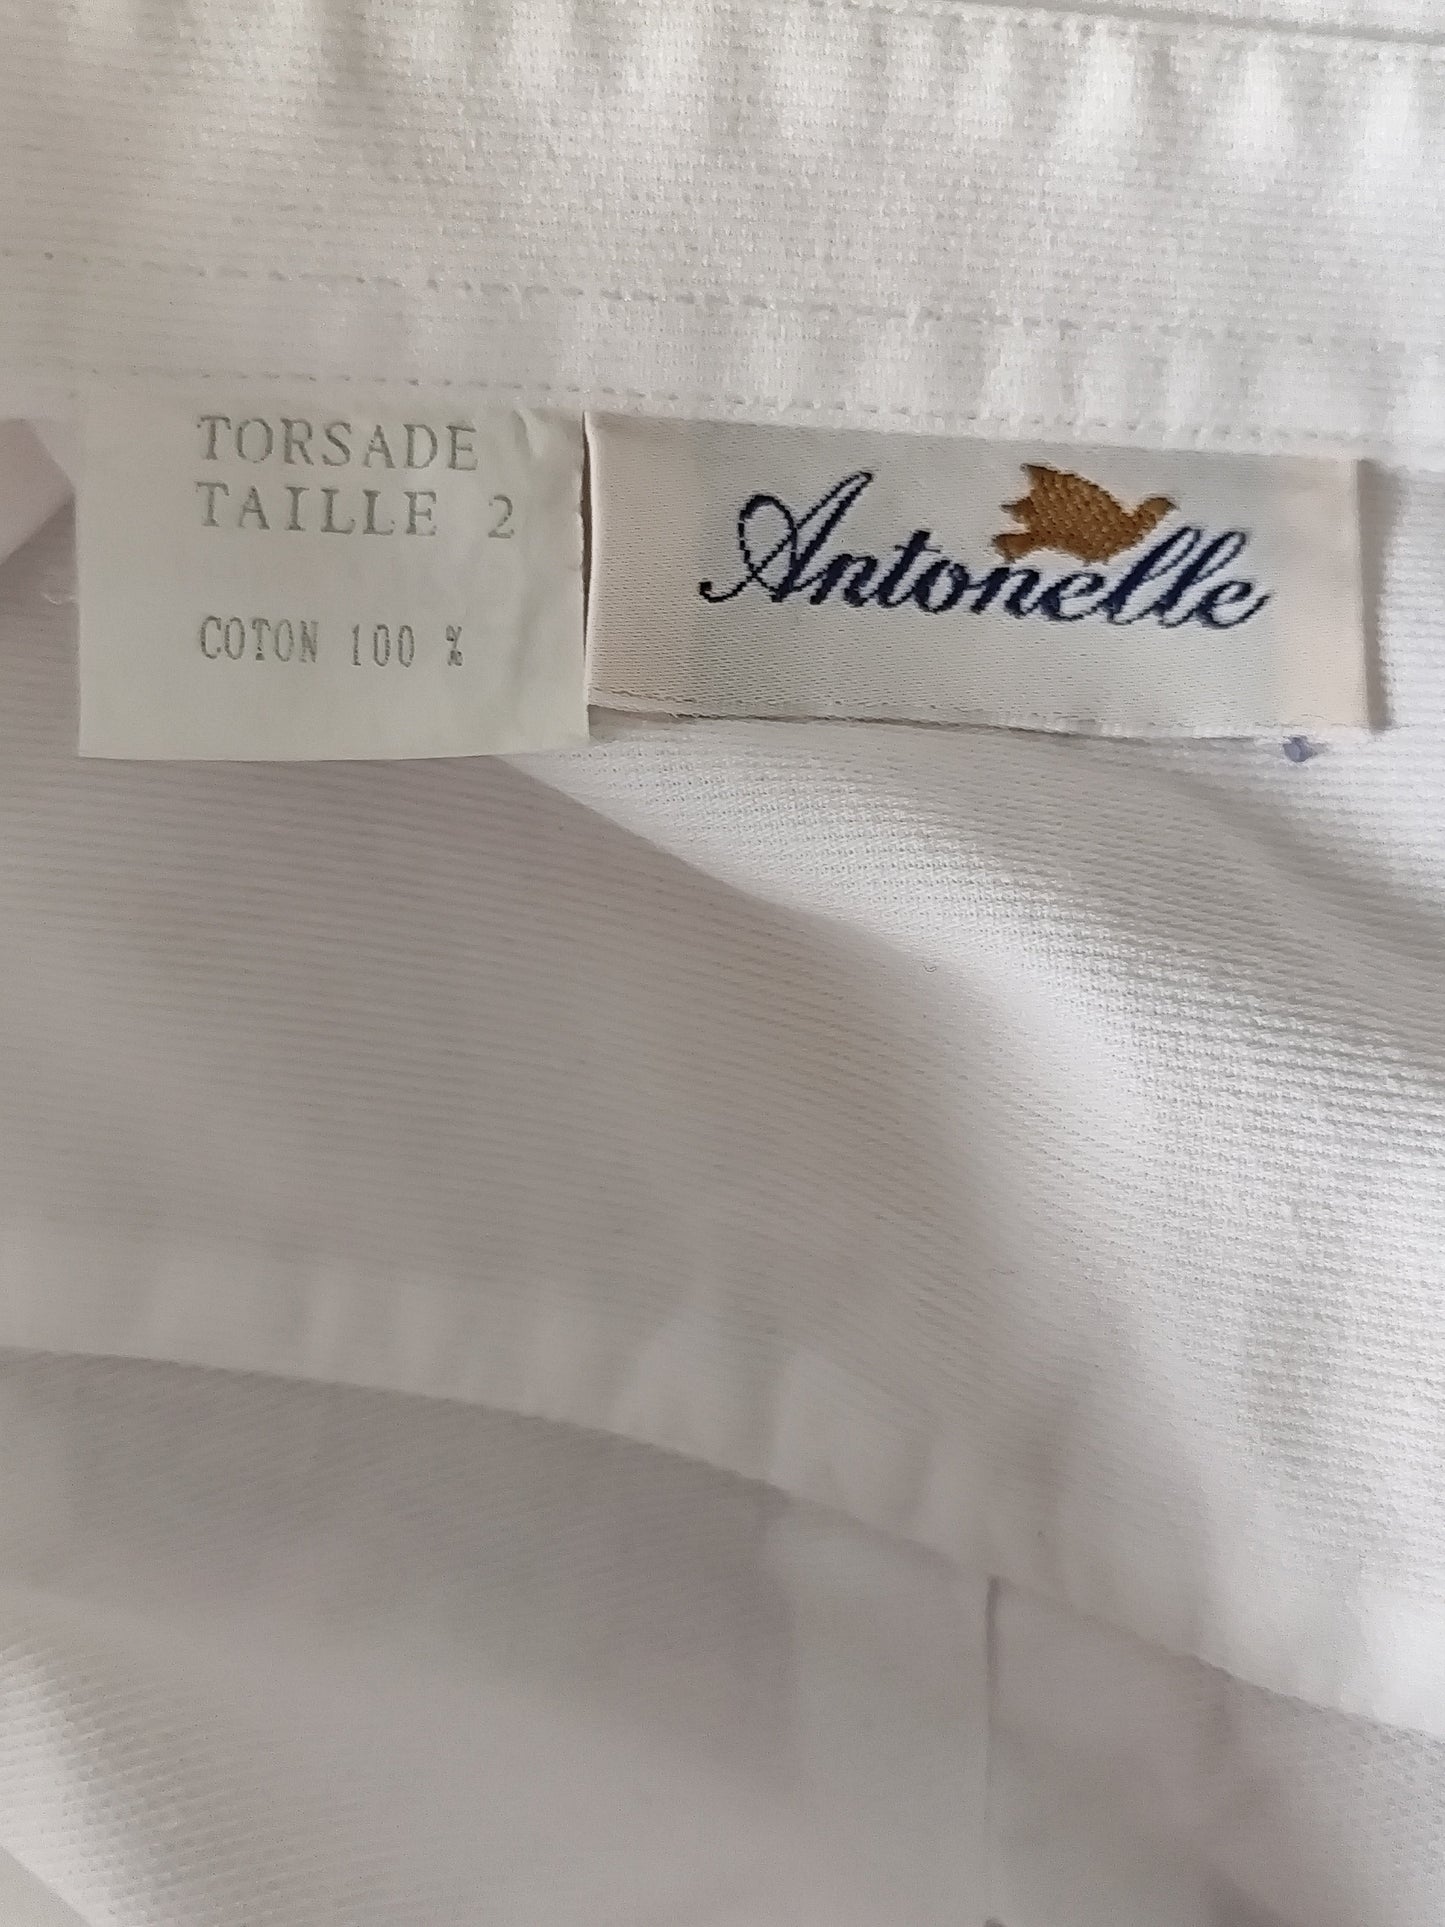 TORSADE
TAILLE 2
COTON 100 %
Antonelle